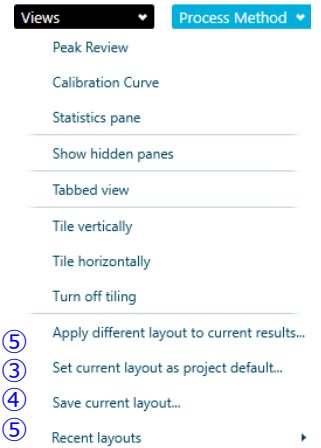 Views Process Method
Peak Review
Calibration Curve
Statistics pane
Show hidden panes
Tabbed view
Tile vertically
Tile horizontally
Turn off tiling
⑤ Apply different layout to current results...
③ Set current layout as project default...
④ Save current layout...
⑤ Recent layouts